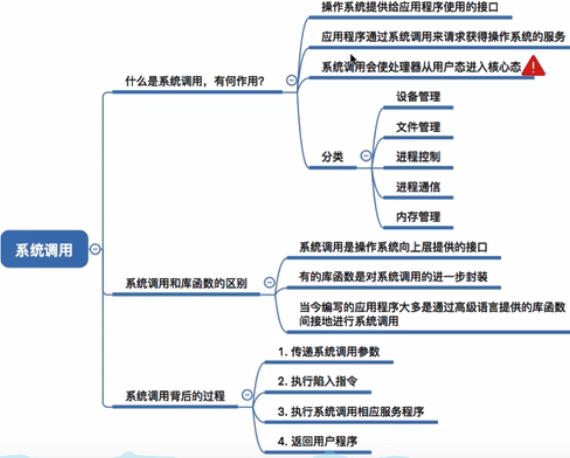 系统调用
什么是系统调用，有何作用？
操作系统提供给应用程序使用的接口
应用程序通过系统调用来请求获得操作系统的服务
系统调用会使处理器从用户态进入核心态
分类
设备管理
文件管理
进程控制
进程通信
内存管理
系统调用和库函数的区别
系统调用是操作系统向上层提供的接口
有的库函数是对系统调用的进一步封装
当今编写的应用程序大多是通过高级语言提供的库函数
间接地进行系统调用
系统调用背后的过程
1. 传递系统调用参数
2. 执行陷入指令
3. 执行系统调用相应服务程序
4. 返回用户程序